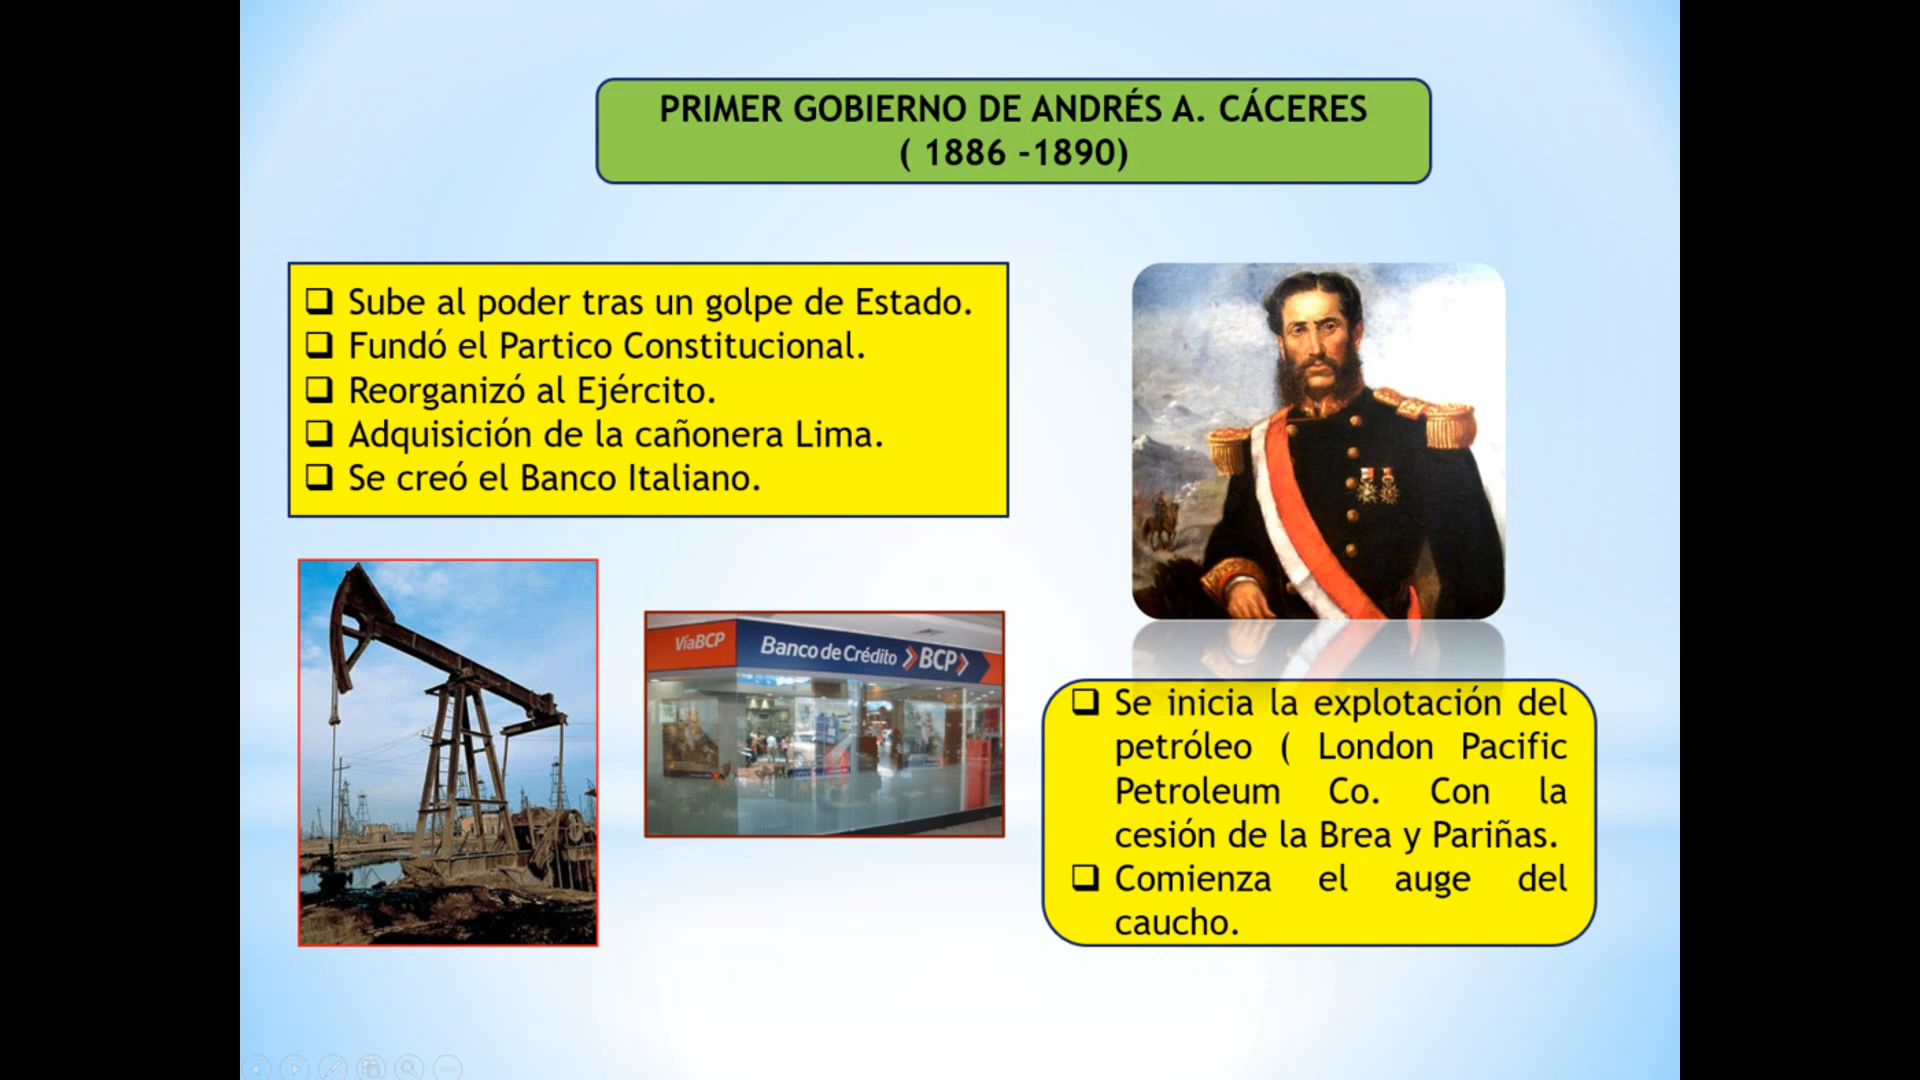 PRIMER GOBIERNO DE ANDRÉS A. CÁCERES
( 1886 -1890)
Sube al poder tras un golpe de Estado.
Fundó el Partico Constitucional.
Reorganizó al Ejército.
Adquisición de la cañonera Lima.
Se creó el Banco Italiano.
ViaBCP
Banco de Crédito >BCP>
Se inicia la explotación del
petróleo ( London Pacific
Petroleum Co. Con la
cesión de la Brea y Pariñas.
Comienza el auge del
caucho.